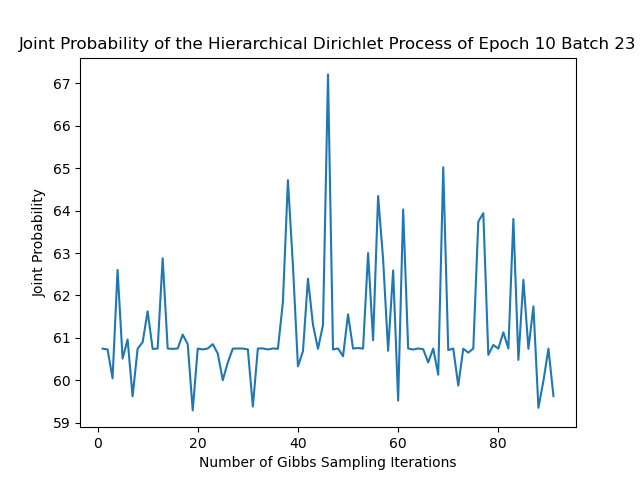 Joint Probability of the Hierarchical Dirichlet Process of Epoch 10 Batch 23
67
66
65
64
63
62
61
60
59
Joint Probability
0 20 40 60 80
Number of Gibbs Sampling Iterations